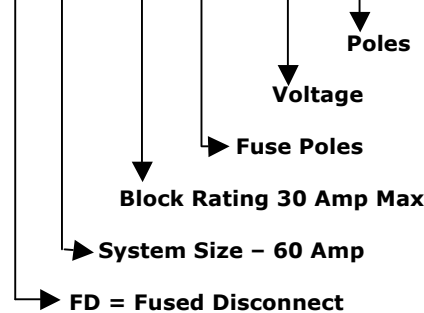 Poles
Voltage
Fuse Poles
Block Rating 30 Amp Max
System Size – 60 Amp
FD = Fused Disconnect